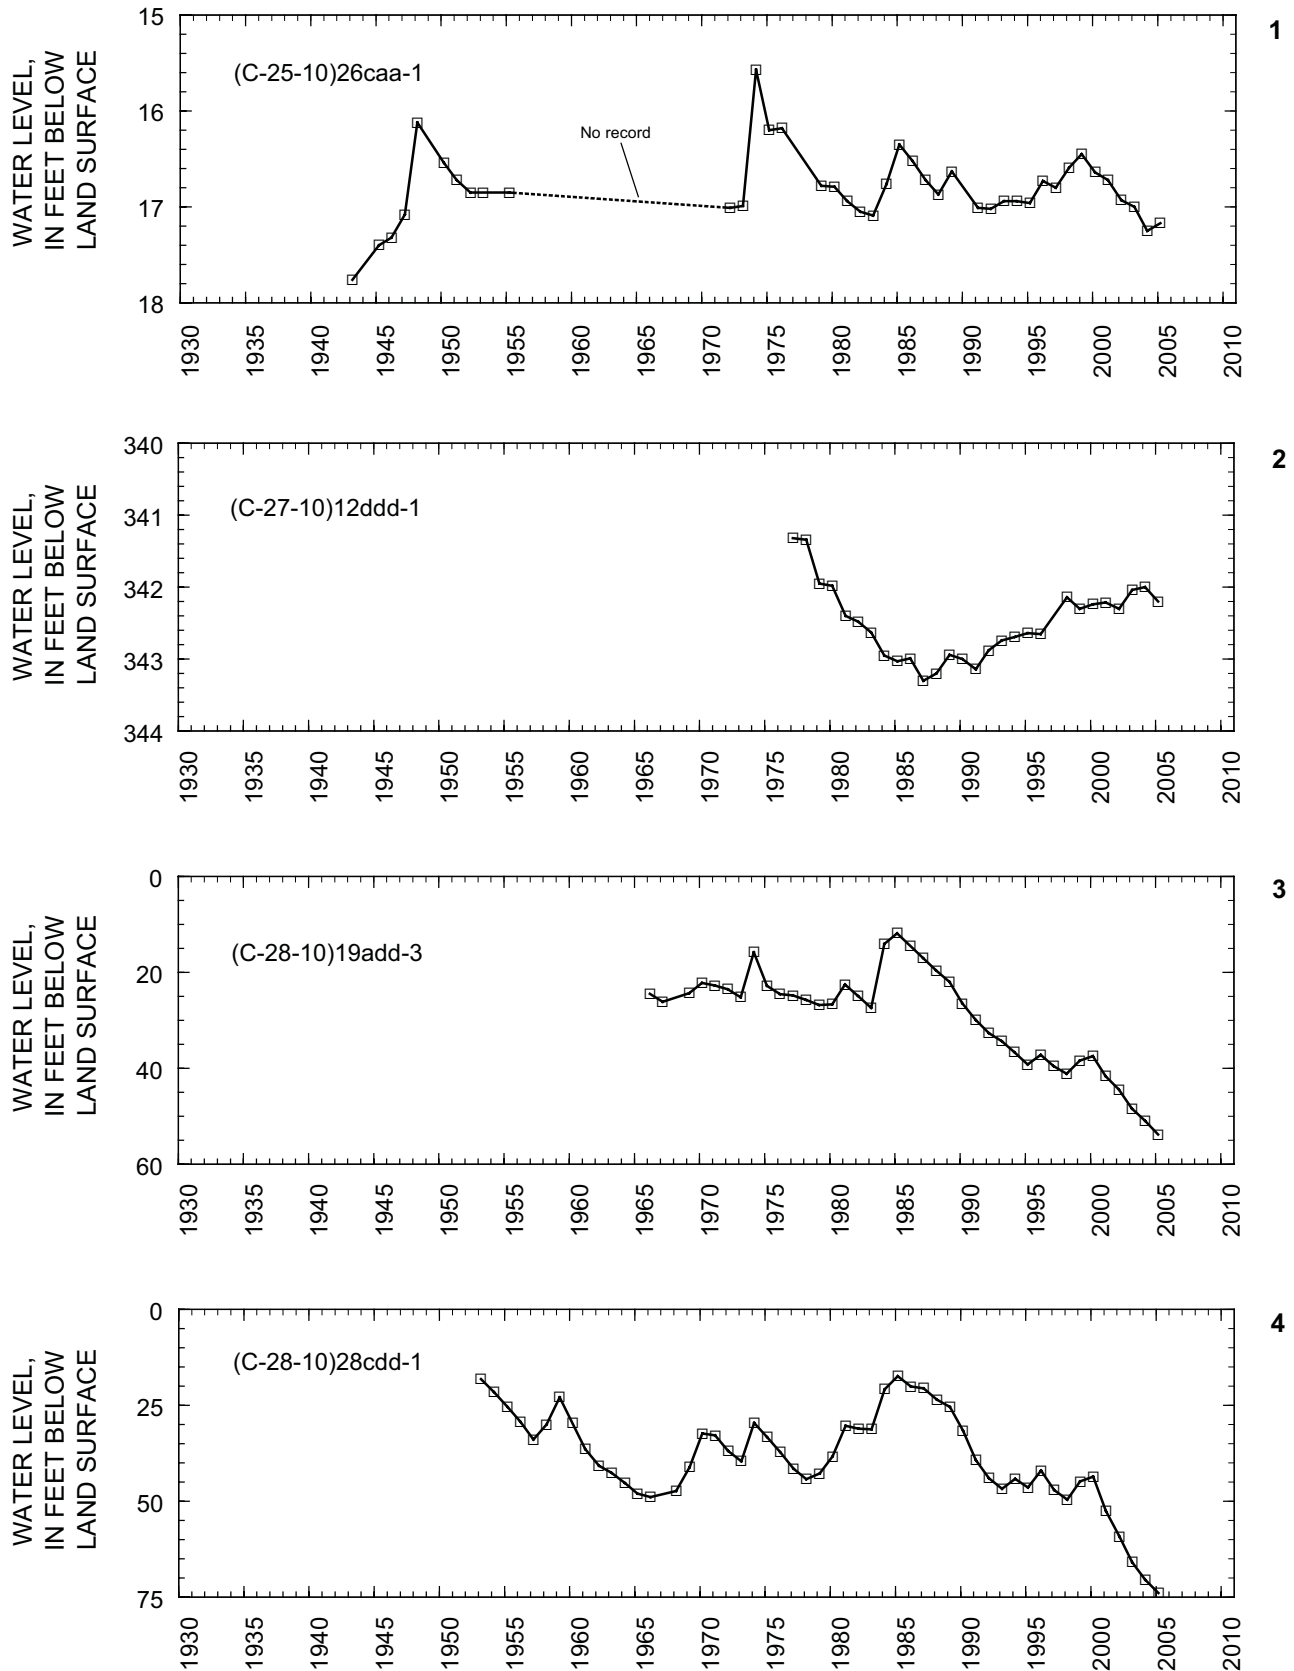 1
WATER LEVEL,
IN FEET BELOW
LAND SURFACE
15
16
17
18
(C-25-10)26caa-1
No record
1930 1935 1940 1945 1950 1955 1960 1965 1970 1975 1980 1985 1990 1995 2000 2005 2010
2
WATER LEVEL,
IN FEET BELOW
LAND SURFACE
340
341
342
343
344
(C-27-10)12ddd-1
1930 1935 1940 1945 1950 1955 1960 1965 1970 1975 1980 1985 1990 1995 2000 2005 2010
3
WATER LEVEL,
IN FEET BELOW
LAND SURFACE
0
20
40
60
(C-28-10)19add-3
1930 1935 1940 1945 1950 1955 1960 1965 1970 1975 1980 1985 1990 1995 2000 2005 2010
4
WATER LEVEL,
IN FEET BELOW
LAND SURFACE
0
25
50
75
(C-28-10)28cdd-1
1930 1935 1940 1945 1950 1955 1960 1965 1970 1975 1980 1985 1990 1995 2000 2005 2010